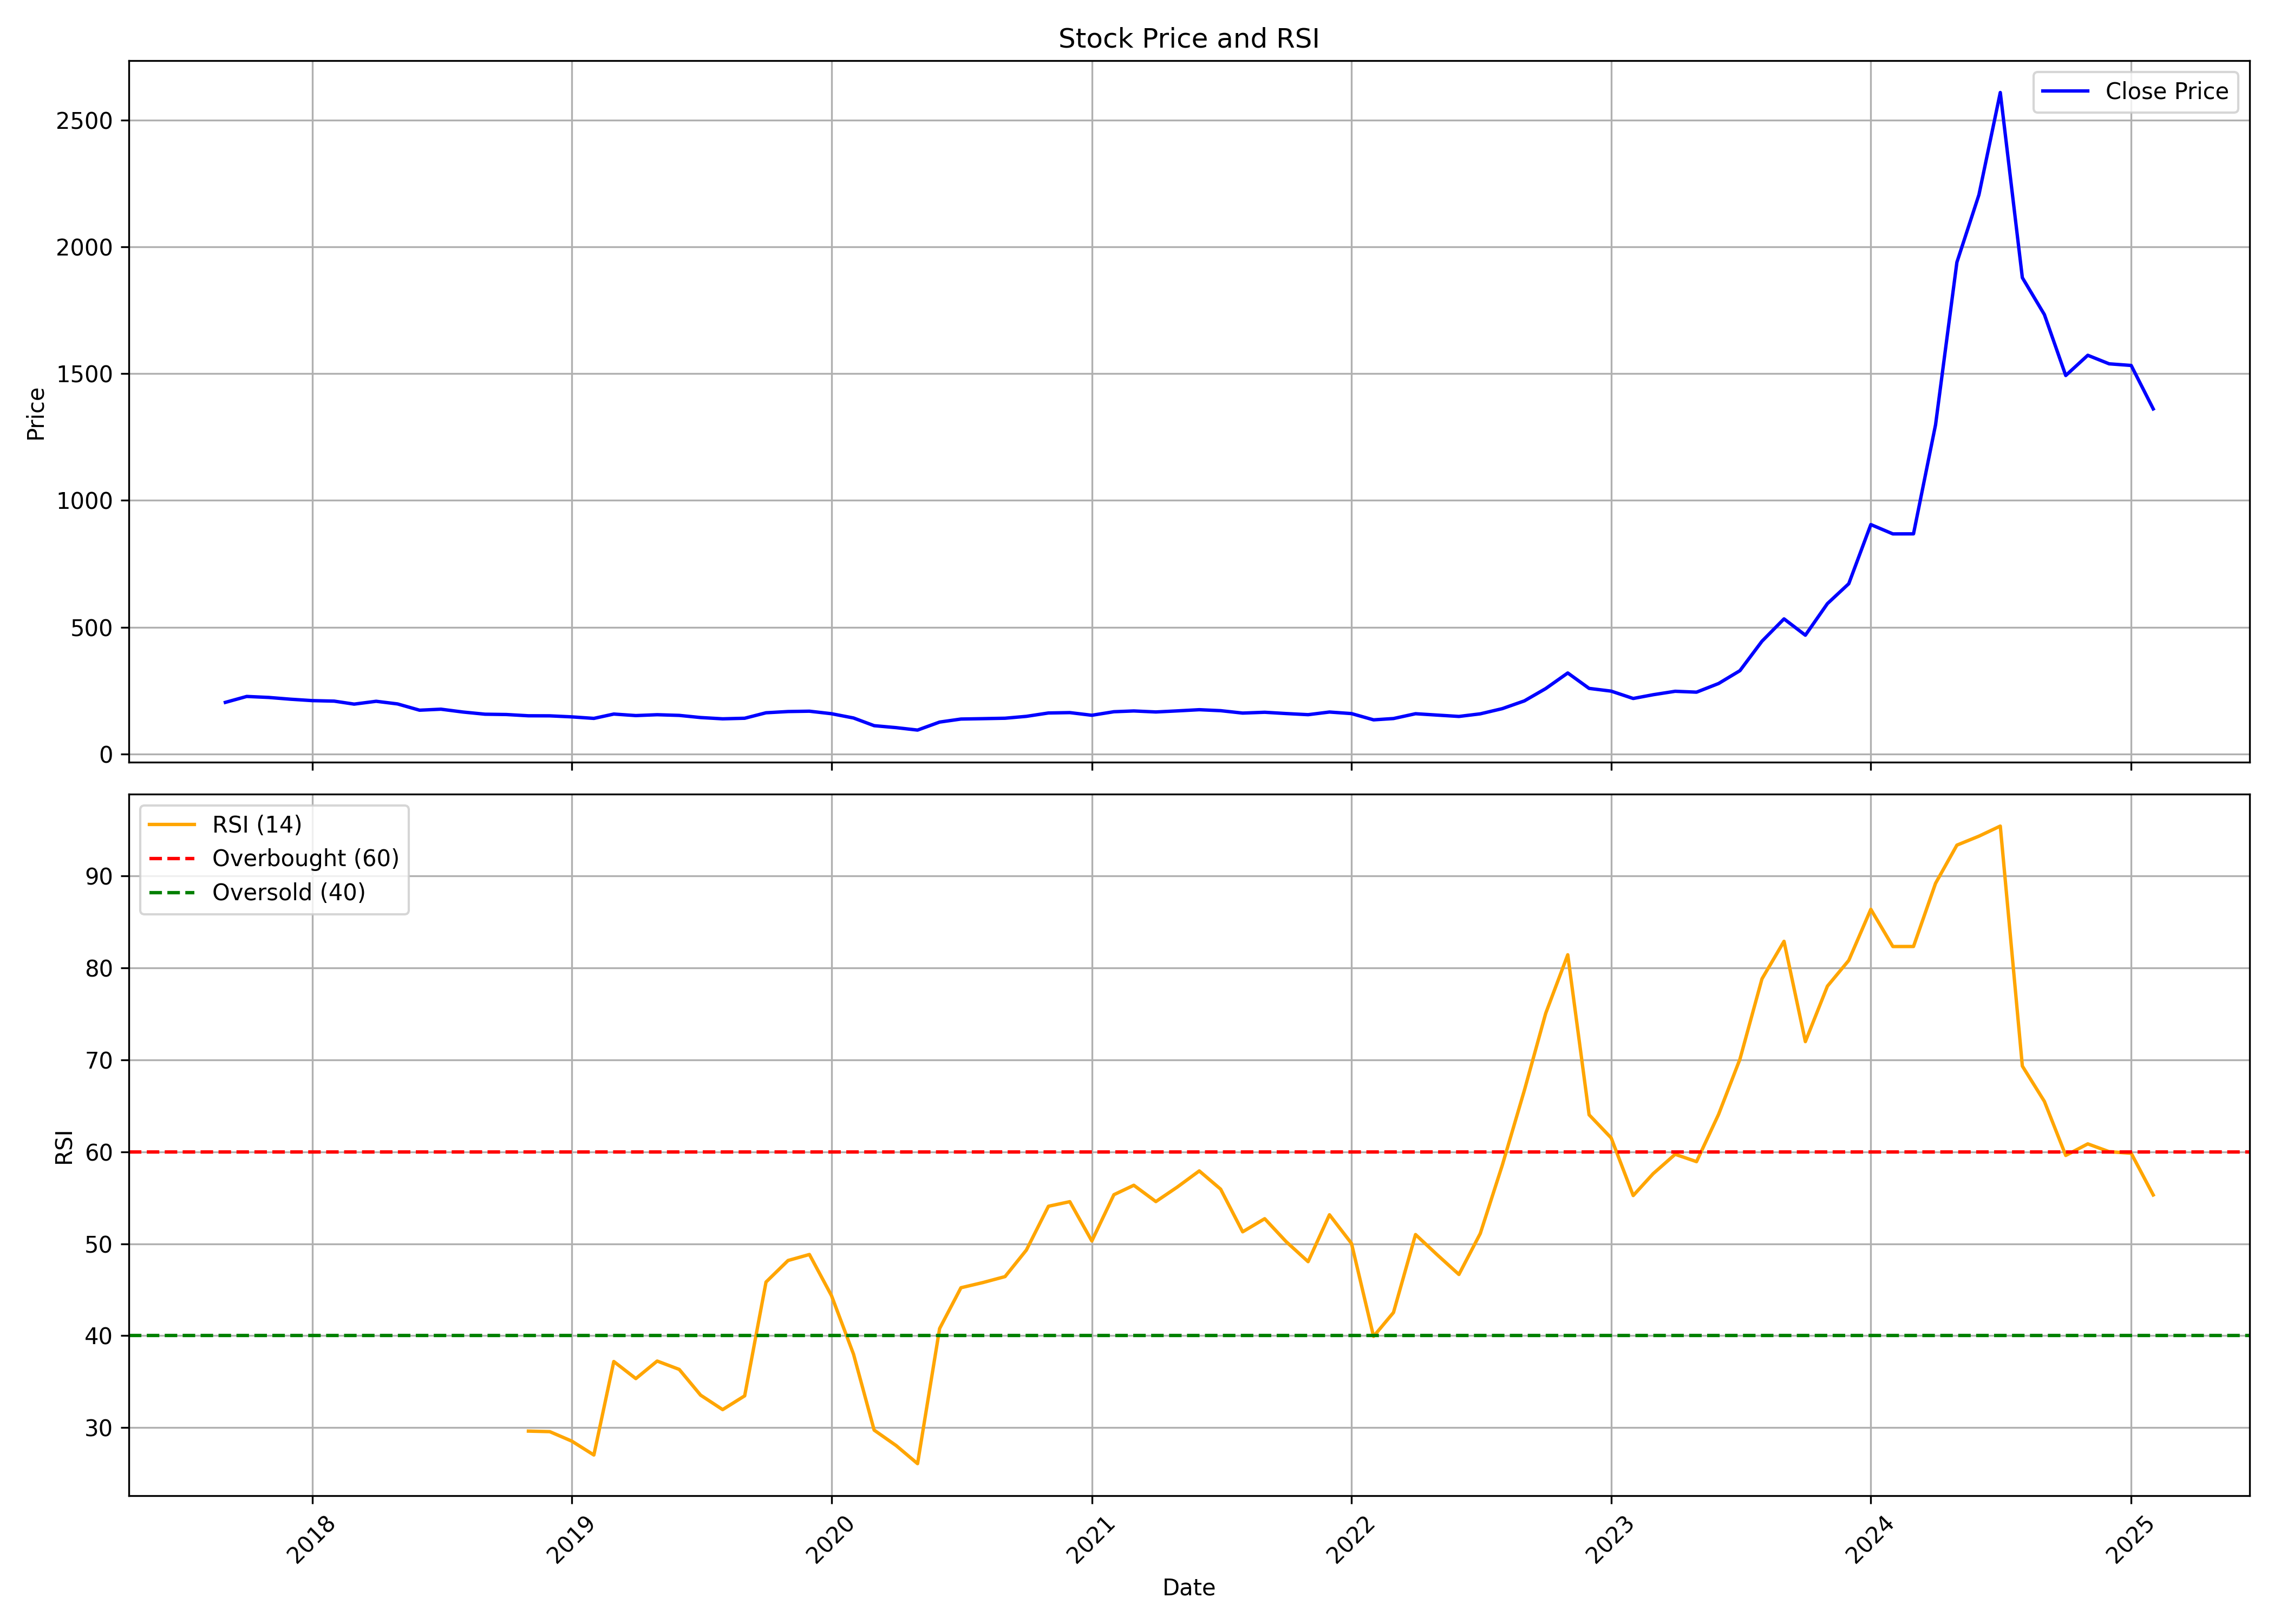 Stock Price and RSI
Close Price
2500
2000
1500
1000
500
0
Price
RSI (14)
Overbought (60)
Oversold (40)
90
80
70
60
50
40
30
RSI
2018
2019
2020
2021
2022
2023
2024
2025
Date